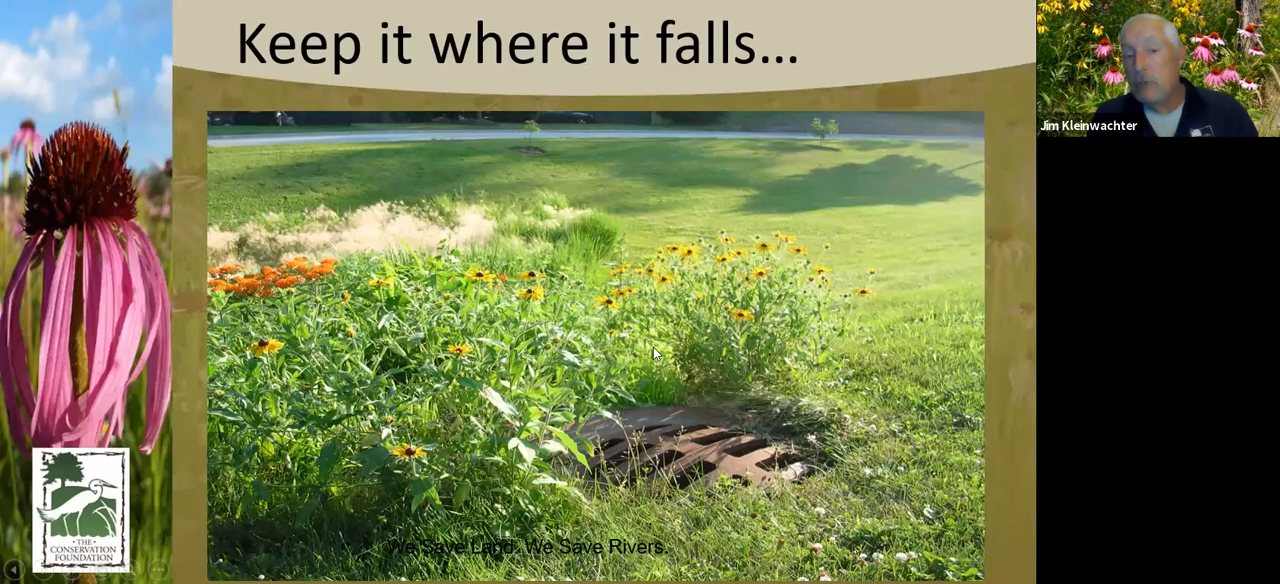 Keep it where it falls...
Jim Kleinwachter
We Save Land. We Save Rivers.
· THE ·
CONSERVATION
FOUNDATION